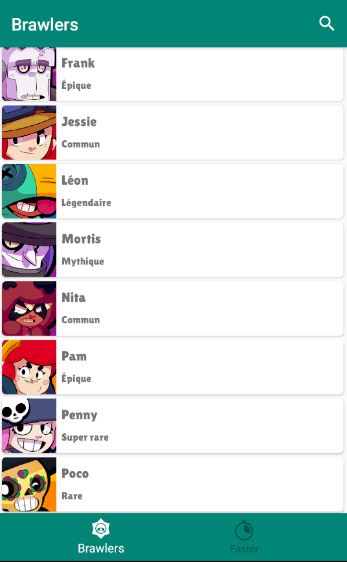 Brawlers
Frank
Épique
Jessie
Commun
Léon
Légendaire
Mortis
Mythique
Nita
Commun
Pam
Épique
Penny
Super rare
Poco
Rare
Brawlers
Faster